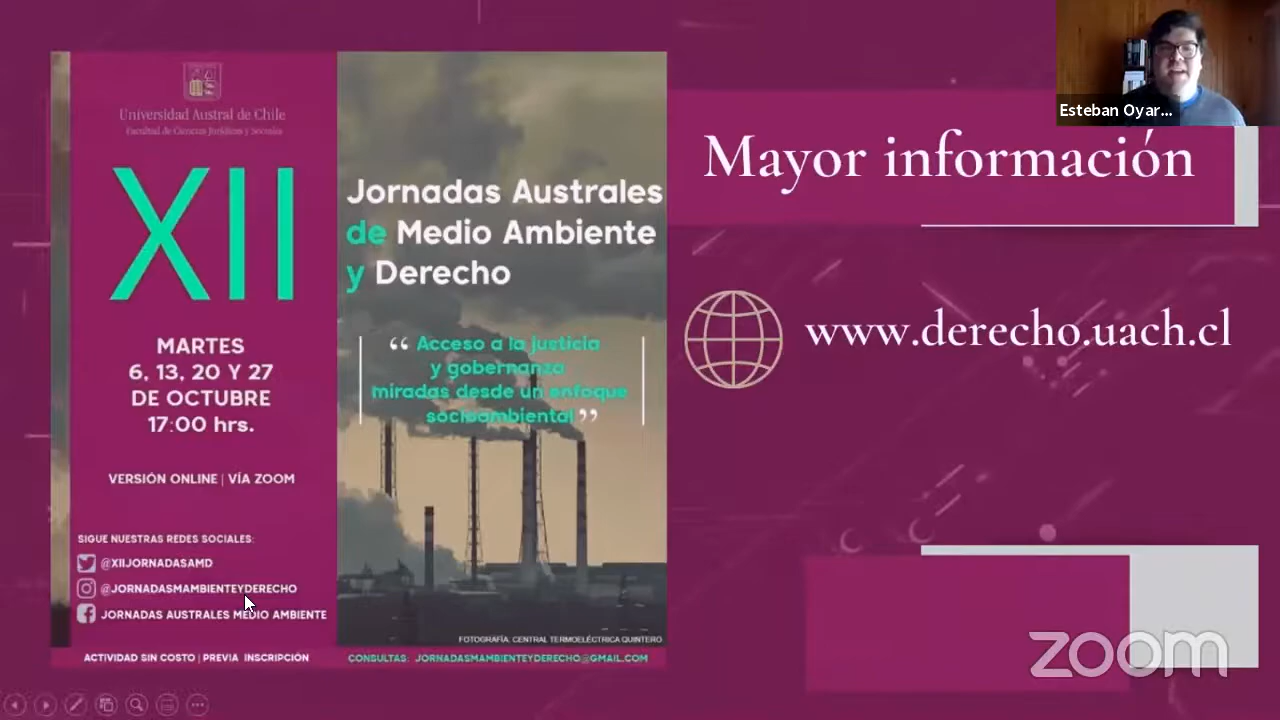 Universidad Austral de Chile
Facultad de Ciencias Jurídicas y Sociales
XII
MARTES
6, 13, 20 Y 27
DE OCTUBRE
17:00 hrs.
VERSIÓN ONLINE | VÍA ZOOM
SIGUE NUESTRAS REDES SOCIALES:
@XIIJORNADASAMD
@JORNADASMAMBIENTEYDERECHO
JORNADAS AUSTRALES MEDIO AMBIENTE
ACTIVIDAD SIN COSTO | PREVIA INSCRIPCIÓN
Jornadas Australes
de Medio Ambiente
y Derecho
“ Acceso a la justicia
y gobernanza
miradas desde un enfoque
socioambiental ”
FOTOGRAFÍA: CENTRAL TERMOELÉCTRICA QUINTERO
CONSULTAS: JORNADASMAMBIENTEYDERECHO@GMAIL.COM
Esteban Oyar...
Mayor información
www.derecho.uach.cl
zoom